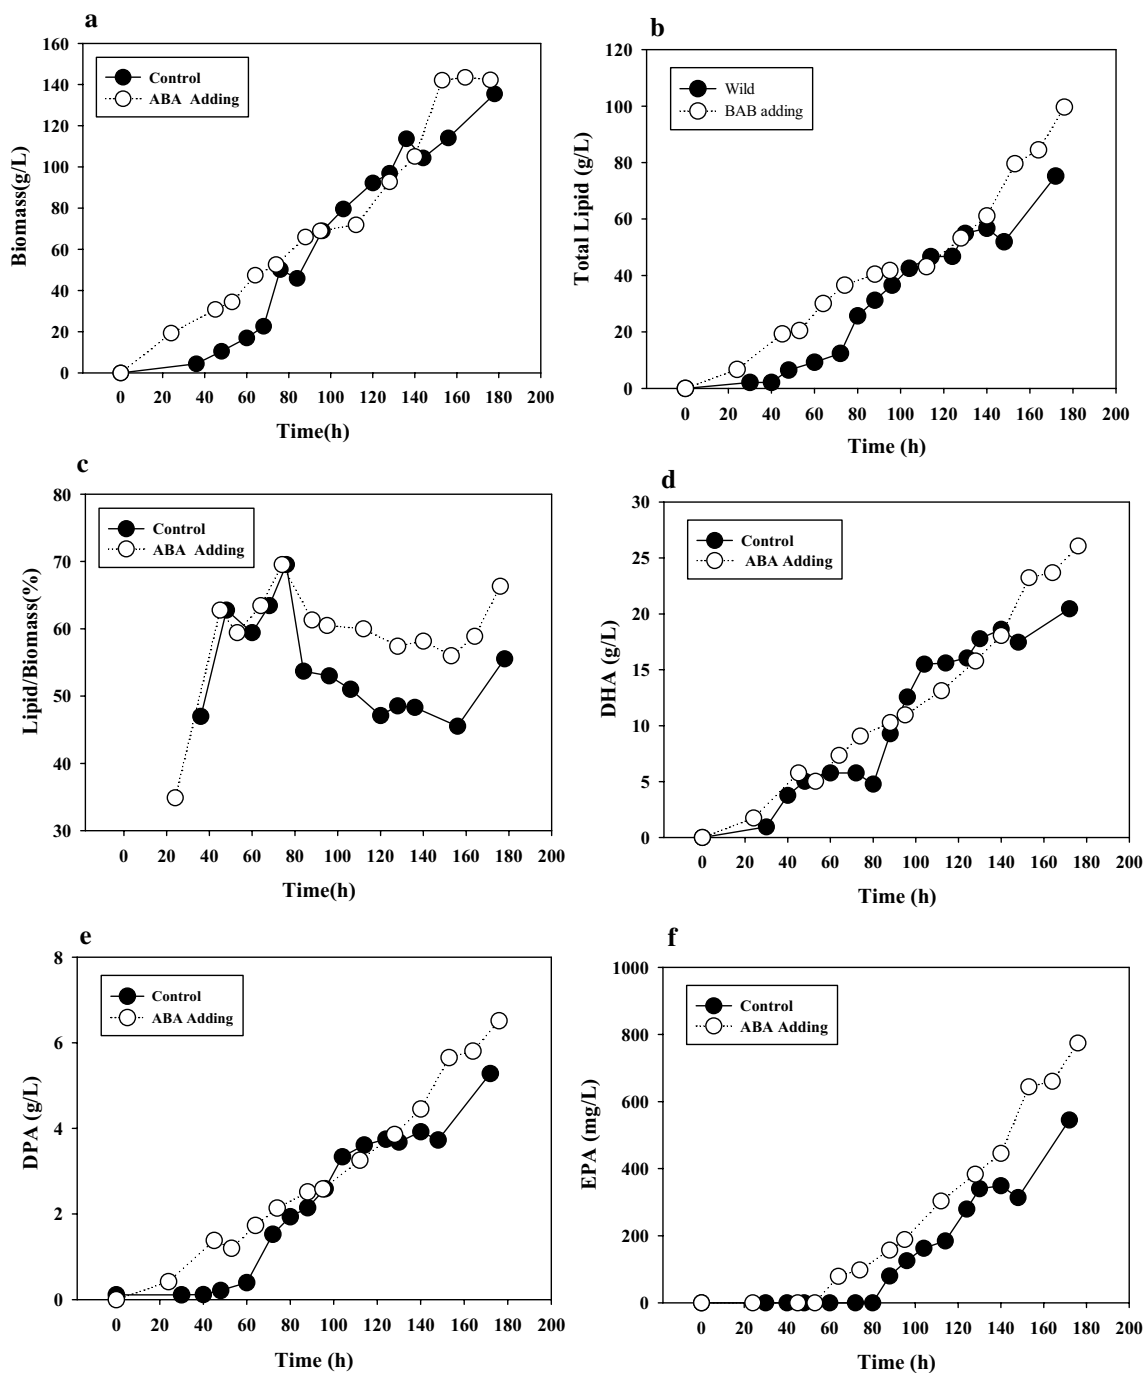 a
160
140
120
100
80
60
40
20
0
Biomass(g/L)
Control
ABA Adding
0 20 40 60 80 100 120 140 160 180 200
Time(h)
b
120
100
80
60
40
20
0
Total Lipid (g/L)
Wild
BAB adding
0 20 40 60 80 100 120 140 160 180 200
Time (h)
c
80
70
60
50
40
30
Lipid/Biomass(%)
Control
ABA Adding
0 20 40 60 80 100 120 140 160 180 200
Time(h)
d
30
25
20
15
10
5
0
DHA (g/L)
Control
ABA Adding
0 20 40 60 80 100 120 140 160 180 200
Time (h)
e
8
6
4
2
0
DPA (g/L)
Control
ABA Adding
0 20 40 60 80 100 120 140 160 180 200
Time (h)
f
1000
800
600
400
200
0
EPA (mg/L)
Control
ABA Adding
0 20 40 60 80 100 120 140 160 180 200
Time (h)